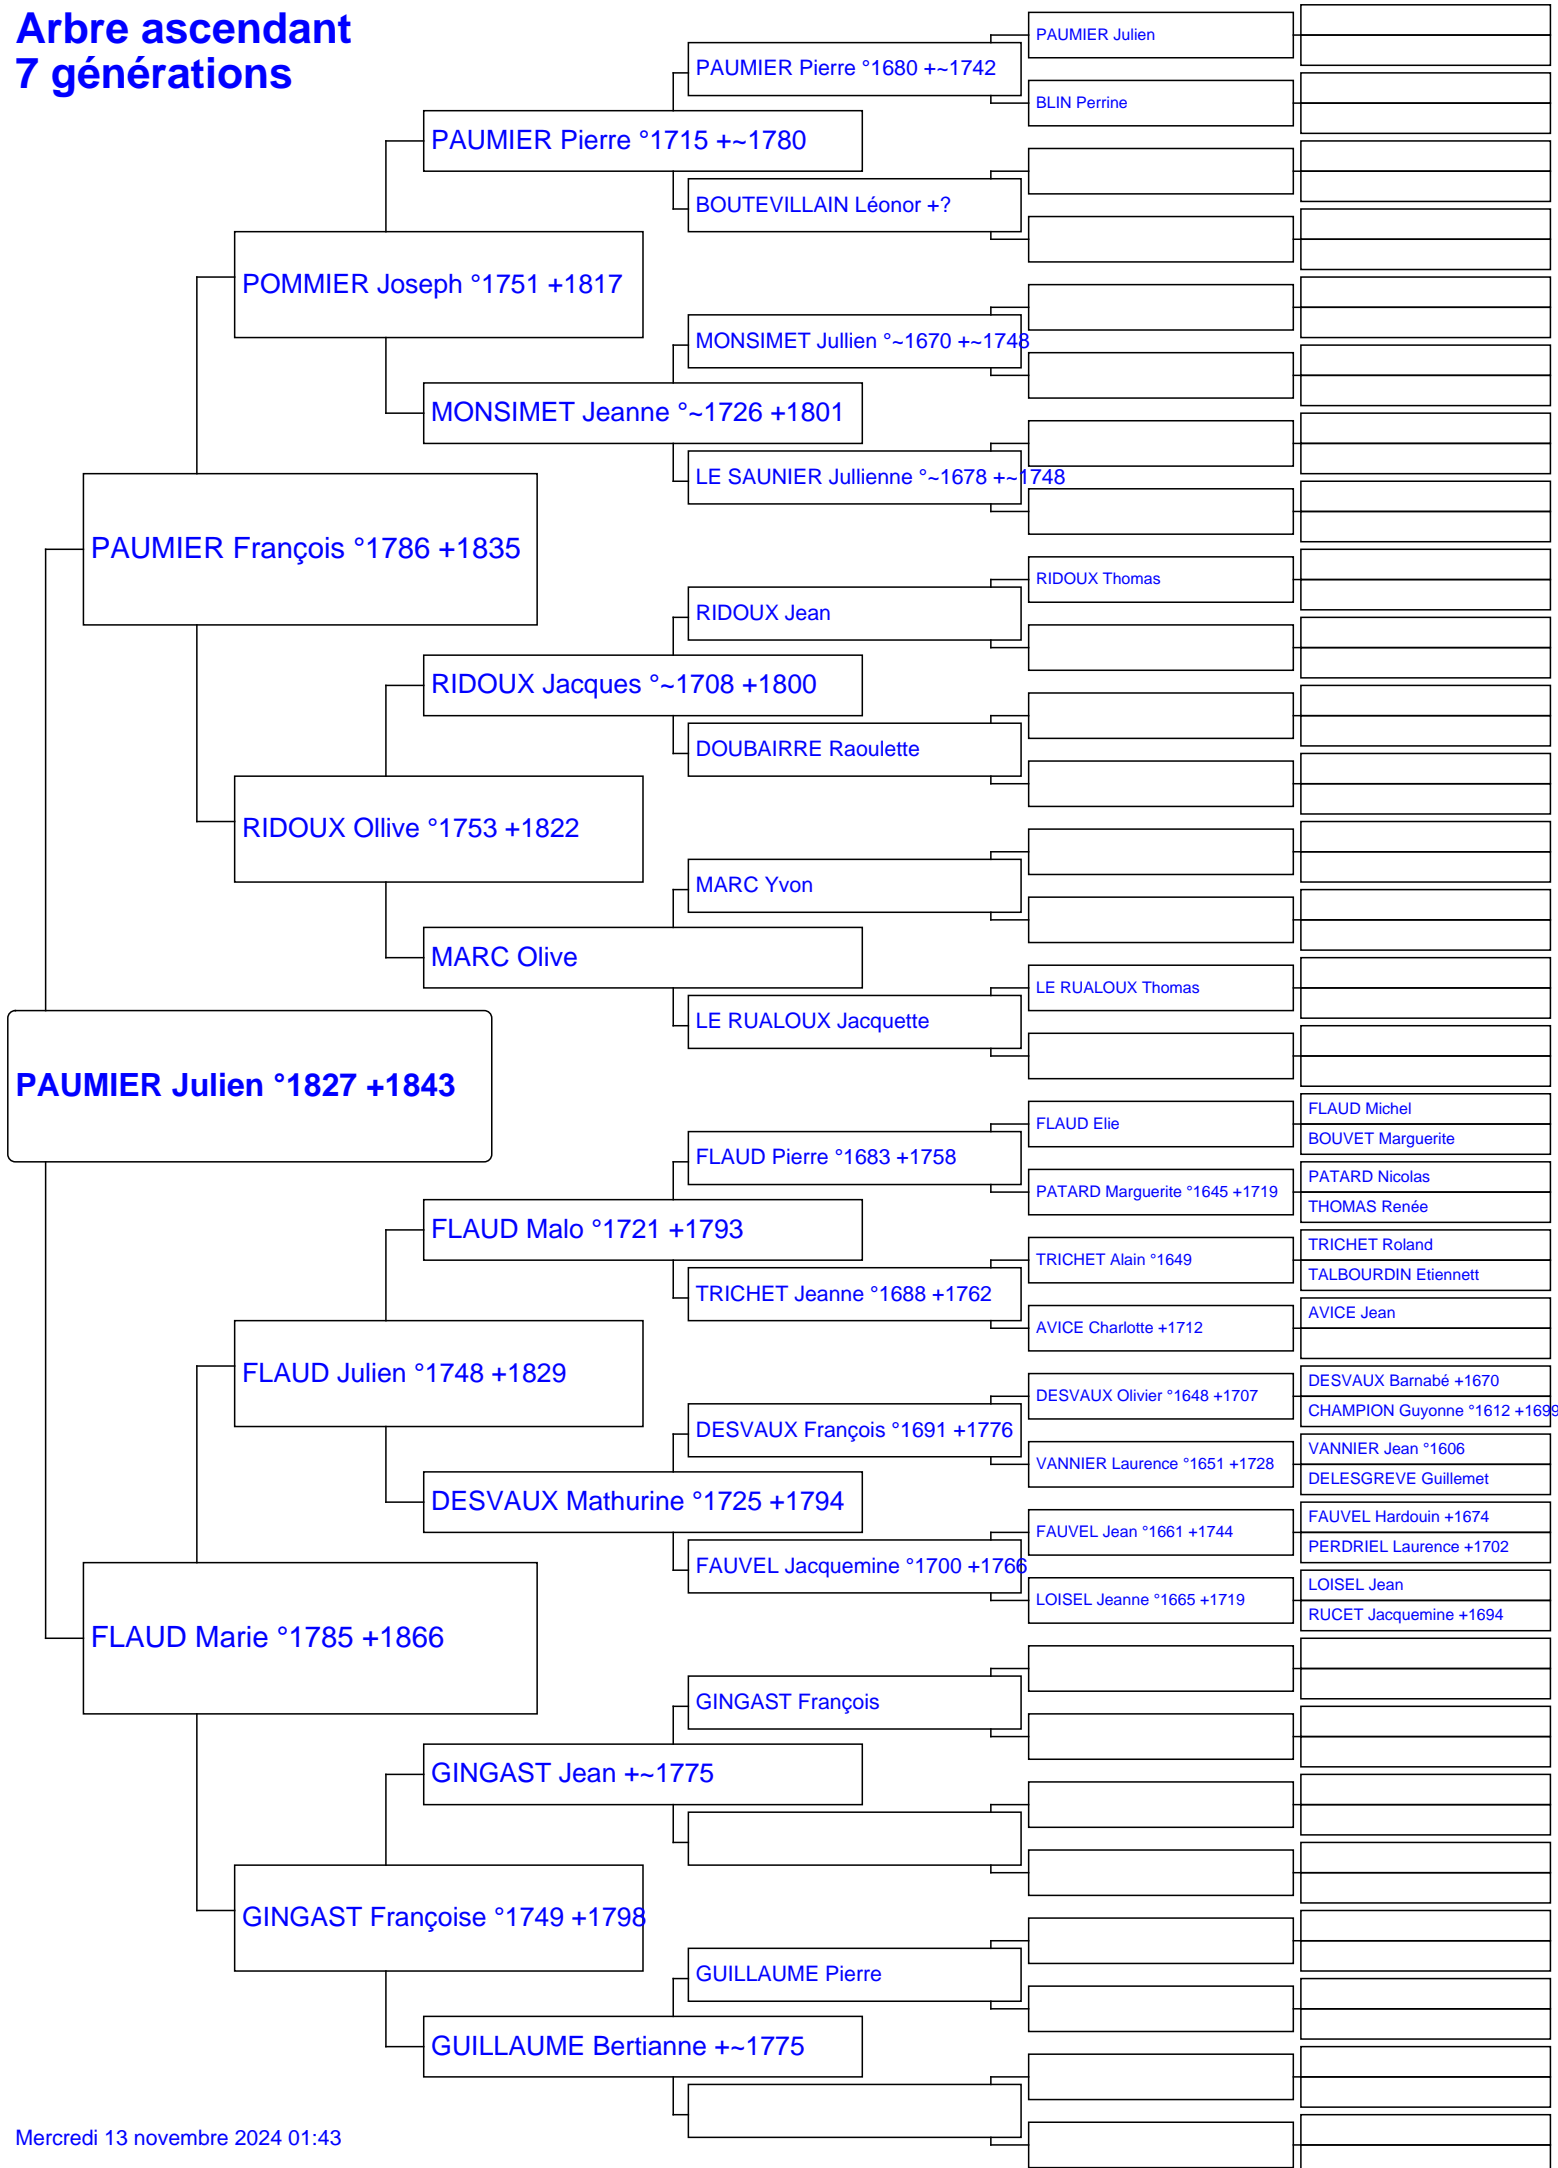 Arbre ascendant
7 générations
PAUMIER Julien
PAUMIER Pierre °1680 +~1742
BLIN Perrine
PAUMIER Pierre °1715 +~1780
BOUTEVILLAIN Léonor +?
POMMIER Joseph °1751 +1817
MONSIMET Jullien °~1670 +~1748
MONSIMET Jeanne °~1726 +1801
LE SAUNIER Jullienne °~1678 +~1748
PAUMIER François °1786 +1835
RIDOUX Thomas
RIDOUX Jean
RIDOUX Jacques °~1708 +1800
DOUBAIRRE Raoulette
RIDOUX Ollive °1753 +1822
MARC Yvon
MARC Olive
LE RUALOUX Thomas
LE RUALOUX Jacquette
PAUMIER Julien °1827 +1843
FLAUD Michel
FLAUD Elie
BOUVET Marguerite
FLAUD Pierre °1683 +1758
PATARD Nicolas
PATARD Marguerite °1645 +1719
THOMAS Renée
FLAUD Malo °1721 +1793
TRICHET Roland
TRICHET Alain °1649
TALBOURDIN Etiennett
TRICHET Jeanne °1688 +1762
AVICE Jean
AVICE Charlotte +1712
FLAUD Julien °1748 +1829
DESVAUX Barnabé +1670
DESVAUX Olivier °1648 +1707
CHAMPION Guyonne °1612 +1699
DESVAUX François °1691 +1776
VANNIER Jean °1606
VANNIER Laurence °1651 +1728
DELESGREVE Guillemet
DESVAUX Mathurine °1725 +1794
FAUVEL Hardouin +1674
FAUVEL Jean °1661 +1744
PERDRIEL Laurence +1702
FAUVEL Jacquemine °1700 +1766
LOISEL Jean
LOISEL Jeanne °1665 +1719
RUCET Jacquemine +1694
FLAUD Marie °1785 +1866
GINGAST François
GINGAST Jean +~1775
GINGAST Françoise °1749 +1798
GUILLAUME Pierre
GUILLAUME Bertianne +~1775
Mercredi 13 novembre 2024 01:43